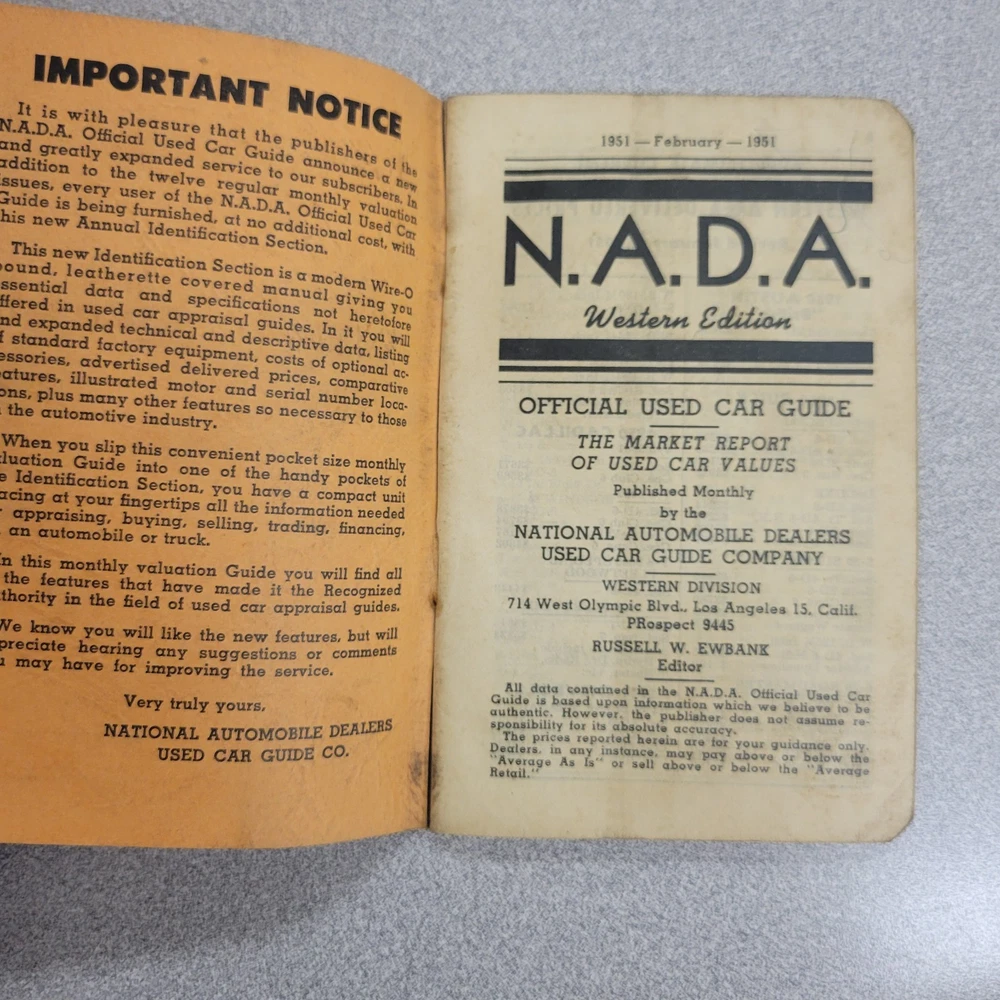 IMPORTANT NOTICE
It is with pleasure that the publishers of the
N.A.D.A. Official Used Car Guide announce a new
and greatly expanded service to our subscribers. In
addition to the twelve regular monthly valuation
issues, every user of the N.A.D.A. Official Used Car
Guide is being furnished, at no additional cost, with
his new Annual Identification Section.
This new Identification Section is a modern Wire-O
bound, leatherette covered manual giving you
ssential data and specifications not heretofore
ffered in used car appraisal guides. In it you will
nd expanded technical and descriptive data, listing
f standard factory equipment, costs of optional ac-
essories, advertised delivered prices, comparative
eatures, illustrated motor and serial number loca-
ons, plus many other features so necessary to those
the automotive industry.
When you slip this convenient pocket size monthly
luation Guide into one of the handy pockets of
e Identification Section, you have a compact unit
acing at your fingertips all the information needed
appraising, buying, selling, trading, financing,
an automobile or truck.
In this monthly valuation Guide you will find all
the features that have made it the Recognized
thority in the field of used car appraisal guides.
We know you will like the new features, but will
preciate hearing any suggestions or comments
u may have for improving the service.
Very truly yours,
NATIONAL AUTOMOBILE DEALERS
USED CAR GUIDE CO.
1951 — February — 1951
N.A.D.A.
Western Edition
OFFICIAL USED CAR GUIDE
THE MARKET REPORT
OF USED CAR VALUES
Published Monthly
by the
NATIONAL AUTOMOBILE DEALERS
USED CAR GUIDE COMPANY
WESTERN DIVISION
714 West Olympic Blvd., Los Angeles 15, Calif.
PRospect 9445
RUSSELL W. EWBANK
Editor
All data contained in the N.A.D.A. Official Used Car
Guide is based upon information which we believe to be
authentic. However, the publisher does not assume re-
sponsibility for its absolute accuracy.
The prices reported herein are for your guidance only.
Dealers, in any instance, may pay above or below the
"Average As Is" or sell above or below the "Average
Retail."